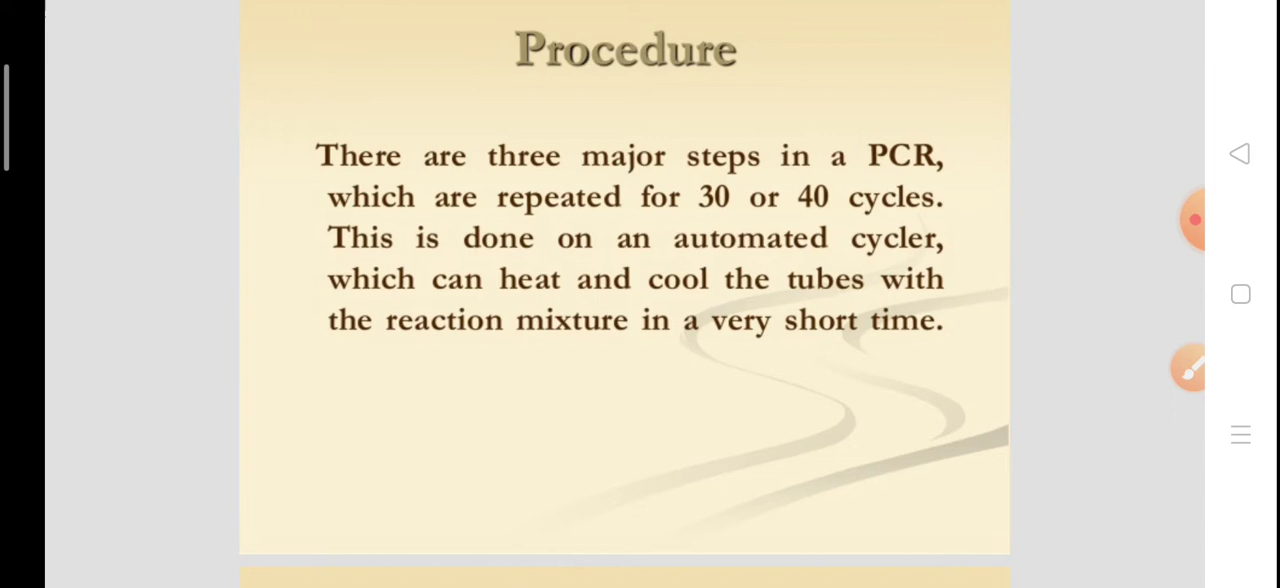 Procedure
There are three major steps in a PCR,
which are repeated for 30 or 40 cycles.
This is done on an automated cycler,
which can heat and cool the tubes with
the reaction mixture in a very short time.